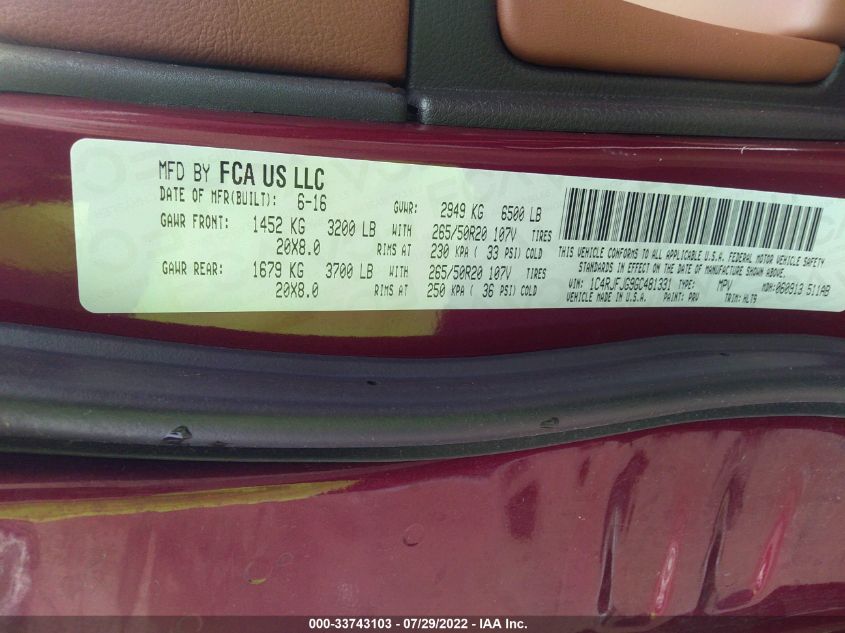 MFD BY FCA US LLC
DATE OF MFR(BUILT): 6-16 GVWR: 2949 KG 6500 LB
GAWR FRONT: 1452 KG 3200 LB WITH 265/50R20 107V TIRES
20X8.0 RIMS AT 230 KPA ( 33 PSI) COLD
GAWR REAR: 1679 KG 3700 LB WITH 265/50R20 107V TIRES
20X8.0 RIMS AT 250 KPA ( 36 PSI) COLD
THIS VEHICLE CONFORMS TO ALL APPLICABLE U.S.A. FEDERAL MOTOR VEHICLE SAFETY
STANDARDS IN EFFECT ON THE DATE OF MANUFACTURE SHOWN ABOVE.
VIN: 1C4RJFJG9GC481331 TYPE: MPV MDH: 060913 511AB
VEHICLE MADE IN U.S.A. PAINT: PRV TRIM: HLT9
000-33743103 - 07/29/2022 - IAA Inc.